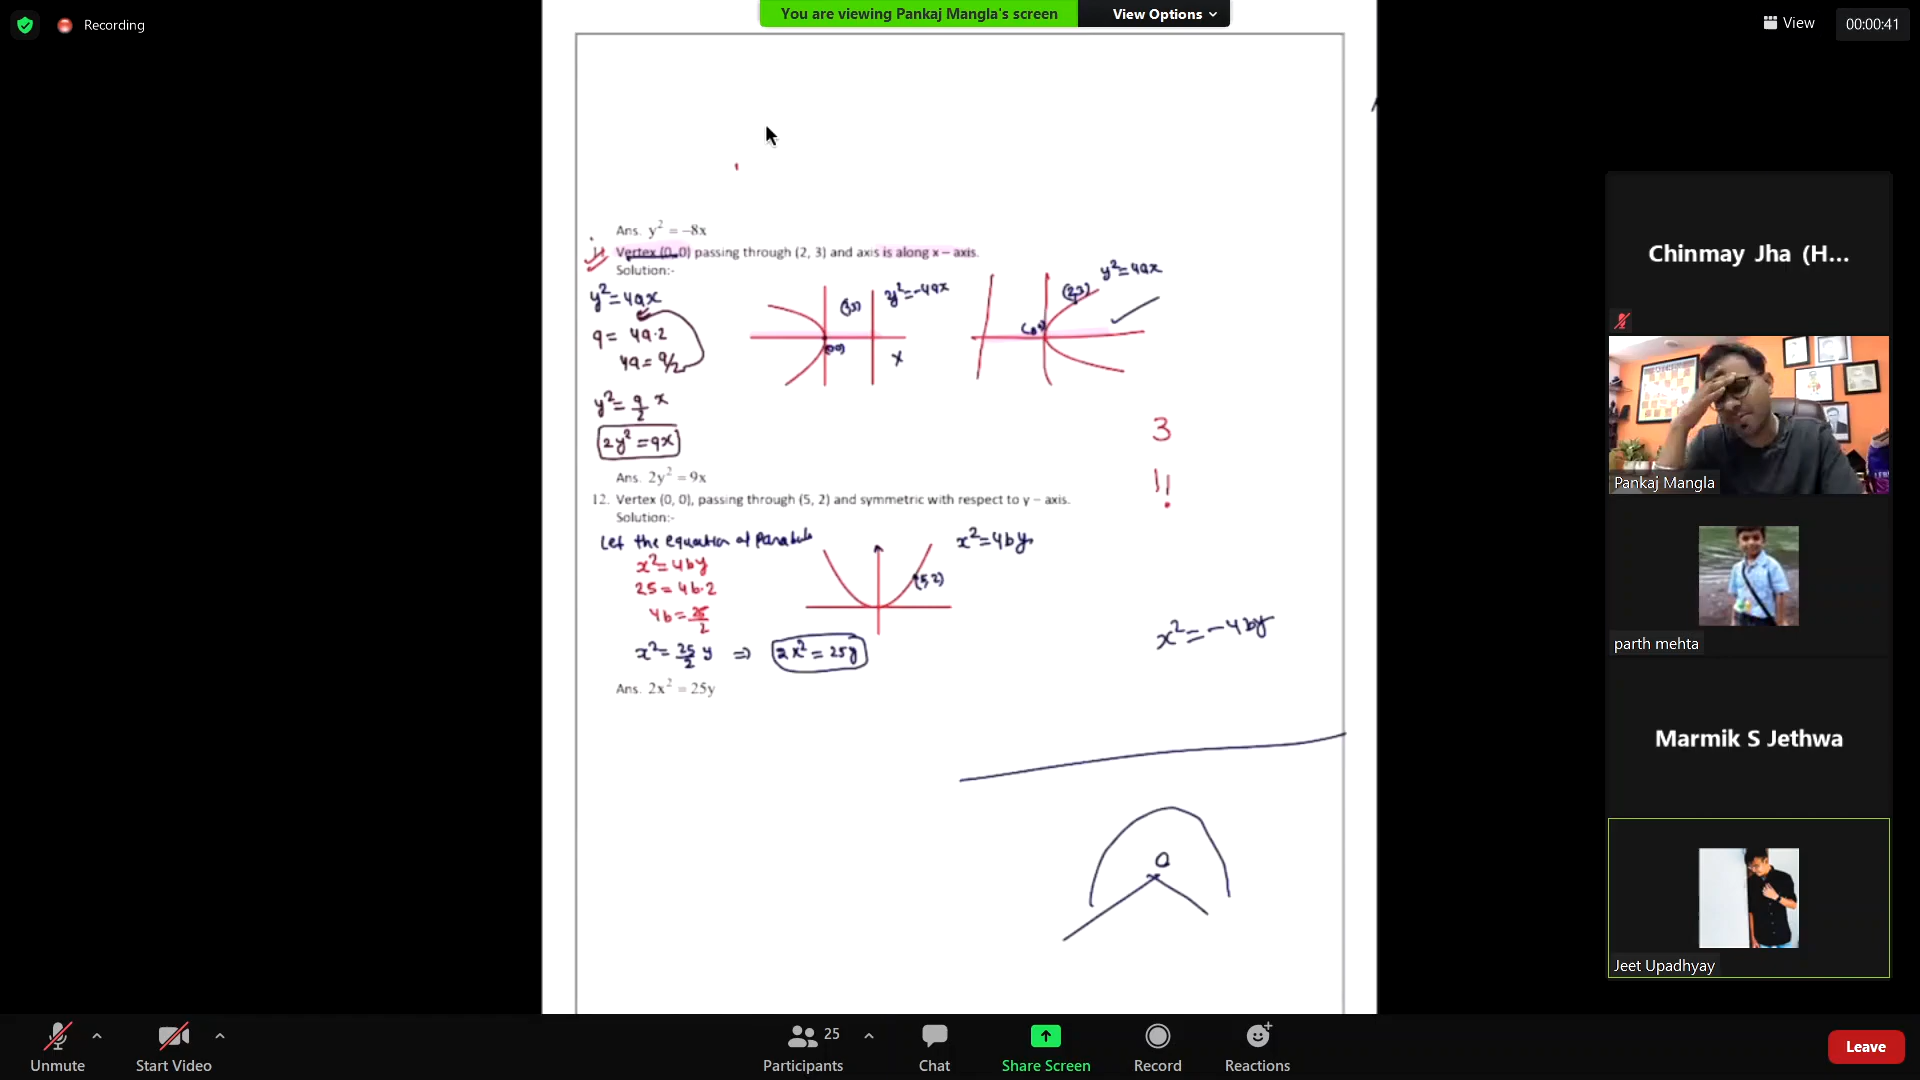 You are viewing Pankaj Mangla's screen
View Options
Recording
View
00:00:41
Ans. y² = –8x
Vertex (0, 0) passing through (2, 3) and axis is along x – axis.
Solution:-
y²=4ax
9 = 4a·2
4a = 9/2
y² = 9/2 x
2y² = 9x
y²=-4ax
x
y²=4ax
(2,3)
3
!!
Ans. 2y² = 9x
12. Vertex (0, 0), passing through (5, 2) and symmetric with respect to y – axis.
Solution:-
Let the equation of Parabola
x²=4by
25 = 4b·2
4b = 25/2
x² = 25/2 y ⇒ 2x² = 25y
x²=4by
(5,2)
x²=-4by
Ans. 2x² = 25y
Chinmay Jha (H...
Pankaj Mangla
parth mehta
Marmik S Jethwa
Jeet Upadhyay
Unmute
Start Video
25
Participants
Chat
Share Screen
Record
Reactions
Leave